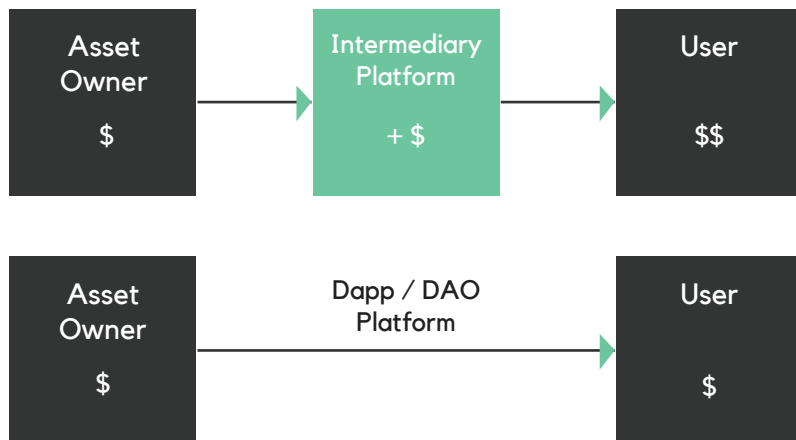 Asset
Owner
$
Intermediary
Platform
+ $
User
$$
Asset
Owner
$
Dapp / DAO
Platform
User
$